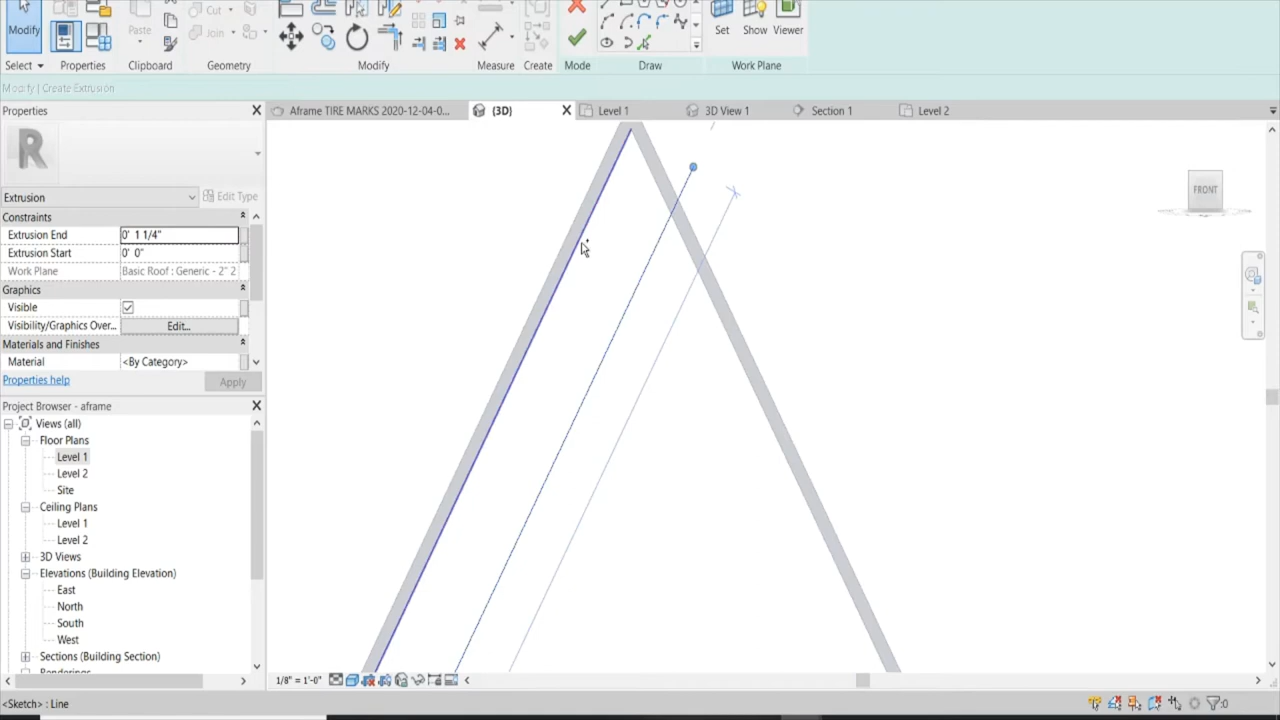 Cut
Join
Modify
Paste
Set Show Viewer
Select Properties Clipboard Geometry Modify Measure Create Mode Draw Work Plane
Modify | Create Extrusion
Properties
Aframe TIRE MARKS 2020-12-04-0... (3D) Level 1 3D View 1 Section 1 Level 2
R
FRONT
Extrusion Edit Type
Constraints
Extrusion End 0' 1 1/4"
Extrusion Start 0' 0"
Work Plane Basic Roof : Generic - 2" 2
Graphics
Visible
Visibility/Graphics Over... Edit...
Materials and Finishes
Material <By Category>
Properties help Apply
Project Browser - aframe
Views (all)
Floor Plans
Level 1
Level 2
Site
Ceiling Plans
Level 1
Level 2
3D Views
Elevations (Building Elevation)
East
North
South
West
Sections (Building Section)
1/8" = 1'-0"
<Sketch> : Line
:0